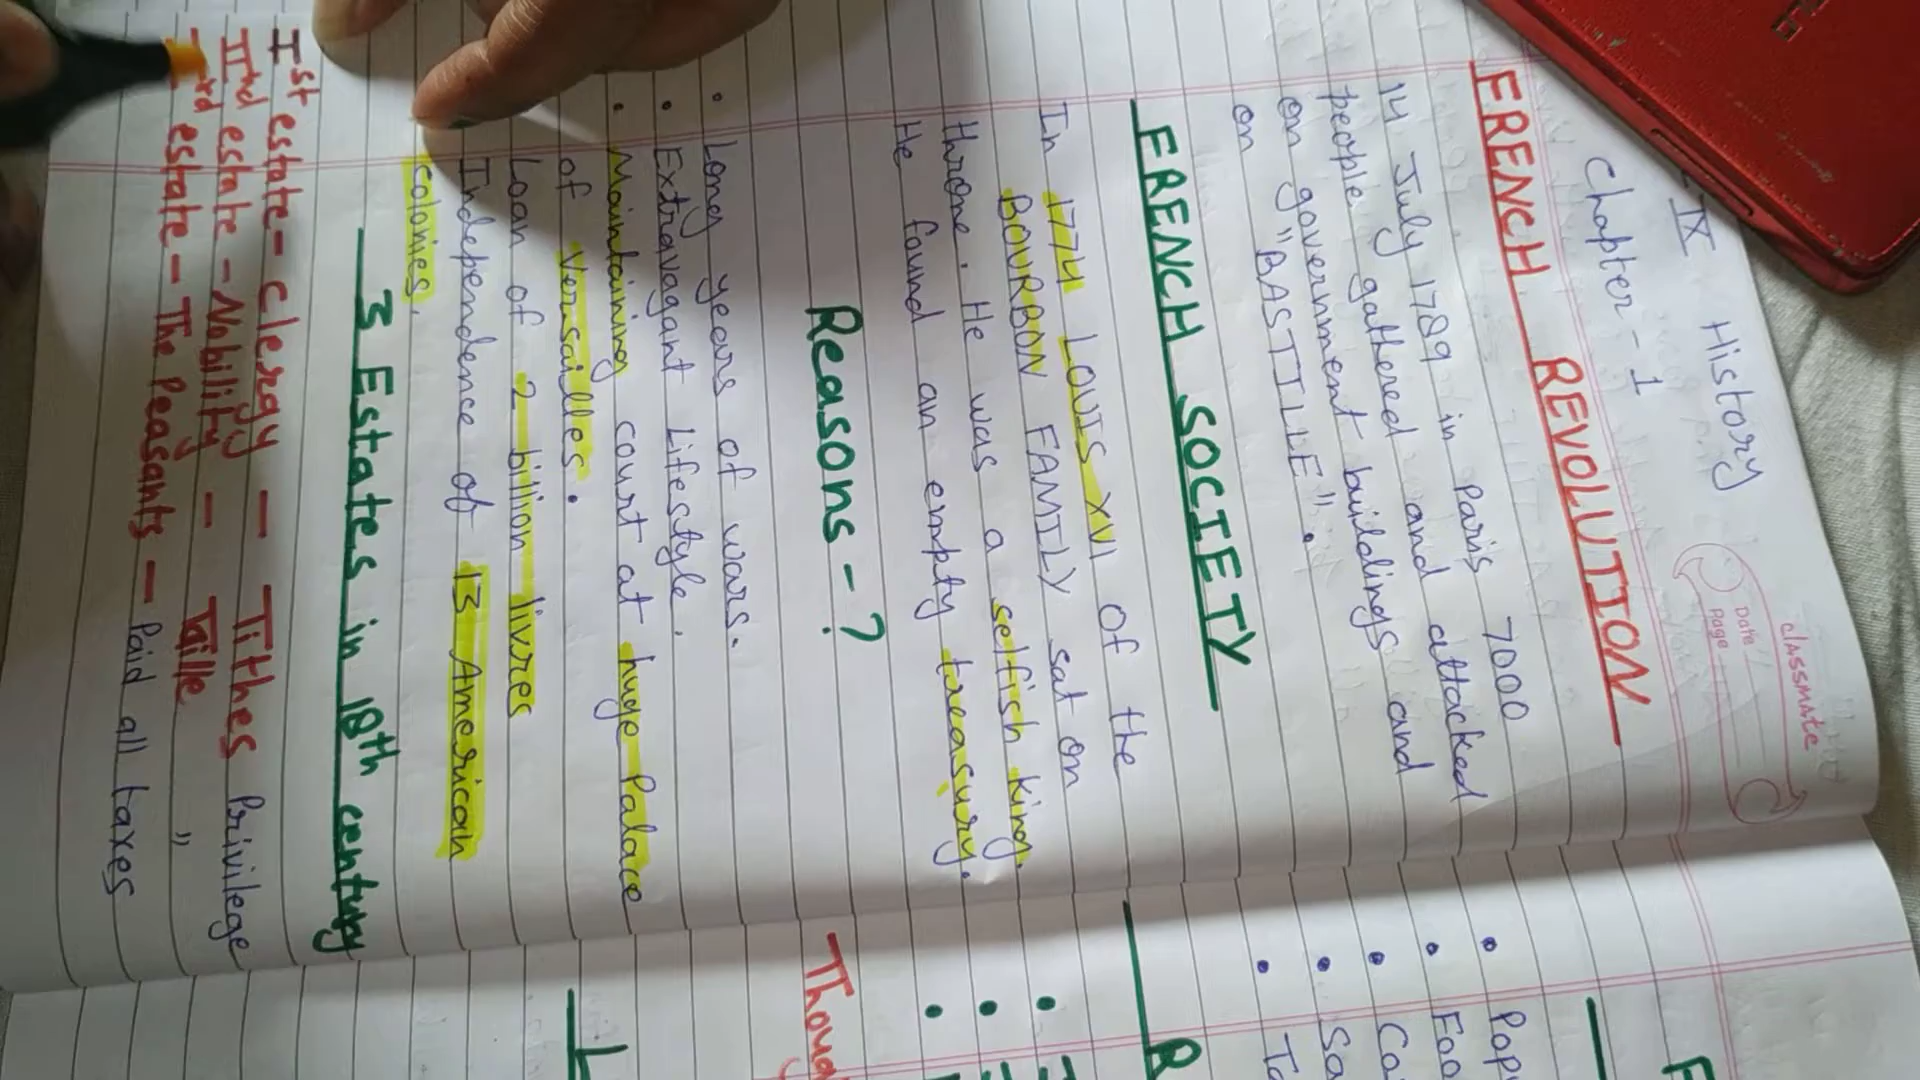 IX History
Chapter - 1
classmate
Date
Page
FRENCH REVOLUTION
14 July 1789 in Paris 7000
people gathered and attacked
on government buildings and
on "BASTILLE".
FRENCH SOCIETY
In 1774 LOUIS XVI of the
BOURBON FAMILY sat on
throne. He was a selfish king.
He found an empty treasury.
Reasons - ?
• Long years of wars.
• Extravagant Lifestyle.
• Maintaining court at huge Palace
of Versailles.
Loan of 2 billion livres
Independence of 13 American
colonies.
3 Estates in 18th century
Ist estate - Clergy - Tithes Privilege
IInd estate - Nobility - Taille "
estate - The Peasants - Paid all taxes